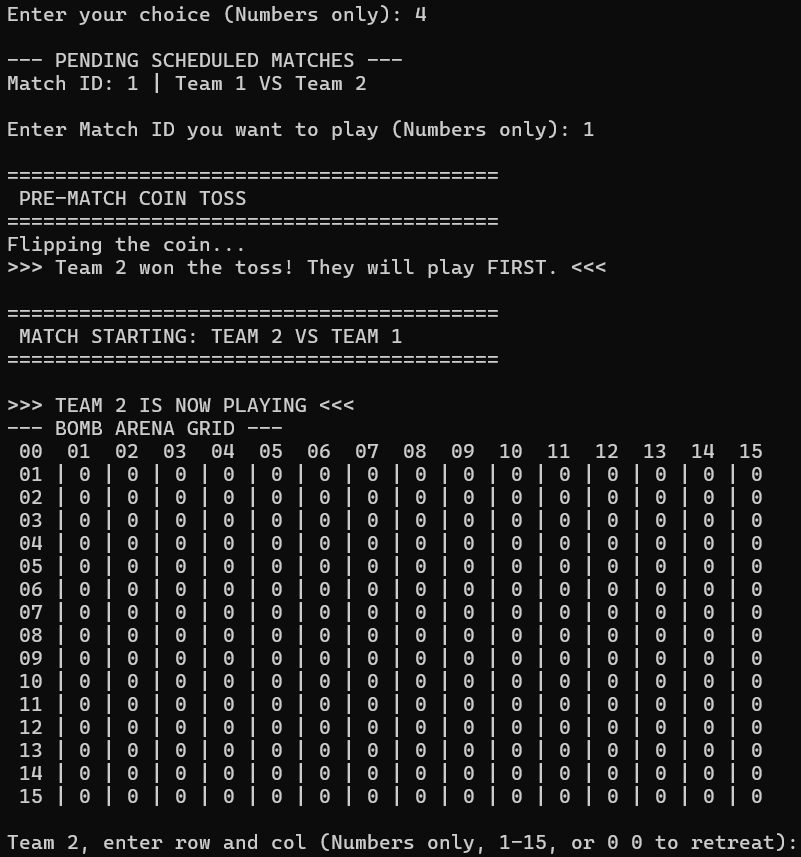 Enter your choice (Numbers only): 4
--- PENDING SCHEDULED MATCHES ---
Match ID: 1 | Team 1 VS Team 2
Enter Match ID you want to play (Numbers only): 1
=========================================
PRE-MATCH COIN TOSS
=========================================
Flipping the coin...
>>> Team 2 won the toss! They will play FIRST. <<<
=========================================
MATCH STARTING: TEAM 2 VS TEAM 1
=========================================
>>> TEAM 2 IS NOW PLAYING <<<
--- BOMB ARENA GRID ---
00 01 02 03 04 05 06 07 08 09 10 11 12 13 14 15
01 | 0 | 0 | 0 | 0 | 0 | 0 | 0 | 0 | 0 | 0 | 0 | 0 | 0 | 0 | 0
02 | 0 | 0 | 0 | 0 | 0 | 0 | 0 | 0 | 0 | 0 | 0 | 0 | 0 | 0 | 0
03 | 0 | 0 | 0 | 0 | 0 | 0 | 0 | 0 | 0 | 0 | 0 | 0 | 0 | 0 | 0
04 | 0 | 0 | 0 | 0 | 0 | 0 | 0 | 0 | 0 | 0 | 0 | 0 | 0 | 0 | 0
05 | 0 | 0 | 0 | 0 | 0 | 0 | 0 | 0 | 0 | 0 | 0 | 0 | 0 | 0 | 0
06 | 0 | 0 | 0 | 0 | 0 | 0 | 0 | 0 | 0 | 0 | 0 | 0 | 0 | 0 | 0
07 | 0 | 0 | 0 | 0 | 0 | 0 | 0 | 0 | 0 | 0 | 0 | 0 | 0 | 0 | 0
08 | 0 | 0 | 0 | 0 | 0 | 0 | 0 | 0 | 0 | 0 | 0 | 0 | 0 | 0 | 0
09 | 0 | 0 | 0 | 0 | 0 | 0 | 0 | 0 | 0 | 0 | 0 | 0 | 0 | 0 | 0
10 | 0 | 0 | 0 | 0 | 0 | 0 | 0 | 0 | 0 | 0 | 0 | 0 | 0 | 0 | 0
11 | 0 | 0 | 0 | 0 | 0 | 0 | 0 | 0 | 0 | 0 | 0 | 0 | 0 | 0 | 0
12 | 0 | 0 | 0 | 0 | 0 | 0 | 0 | 0 | 0 | 0 | 0 | 0 | 0 | 0 | 0
13 | 0 | 0 | 0 | 0 | 0 | 0 | 0 | 0 | 0 | 0 | 0 | 0 | 0 | 0 | 0
14 | 0 | 0 | 0 | 0 | 0 | 0 | 0 | 0 | 0 | 0 | 0 | 0 | 0 | 0 | 0
15 | 0 | 0 | 0 | 0 | 0 | 0 | 0 | 0 | 0 | 0 | 0 | 0 | 0 | 0 | 0
Team 2, enter row and col (Numbers only, 1-15, or 0 0 to retreat):